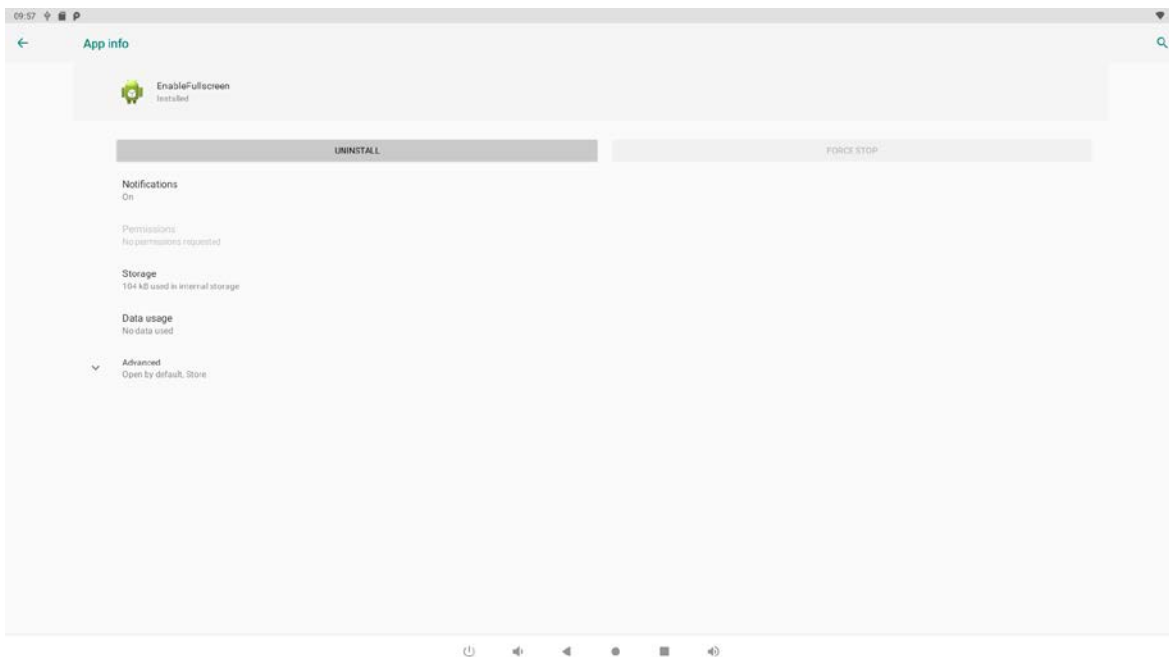 09:57
App info
EnableFullscreen
Installed
UNINSTALL
FORCE STOP
Notifications
On
Permissions
No permissions requested
Storage
104 kB used in internal storage
Data usage
No data used
Advanced
Open by default, Store